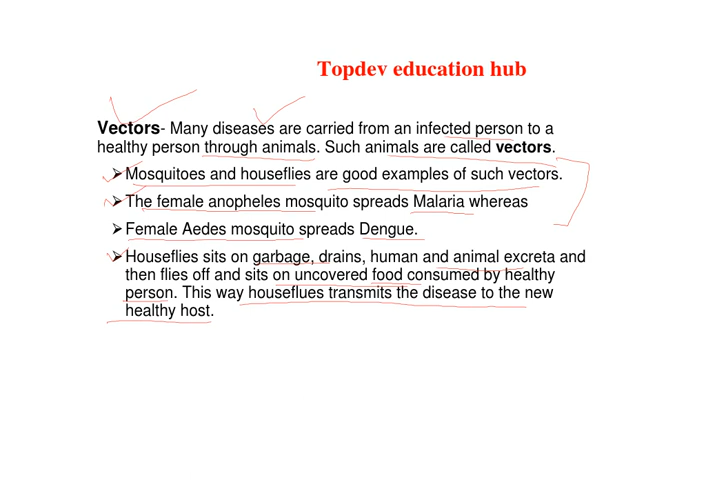 Topdev education hub
Vectors- Many diseases are carried from an infected person to a
healthy person through animals. Such animals are called vectors.
➢Mosquitoes and houseflies are good examples of such vectors.
➢The female anopheles mosquito spreads Malaria whereas
➢Female Aedes mosquito spreads Dengue.
➢Houseflies sits on garbage, drains, human and animal excreta and
then flies off and sits on uncovered food consumed by healthy
person. This way houseflues transmits the disease to the new
healthy host.